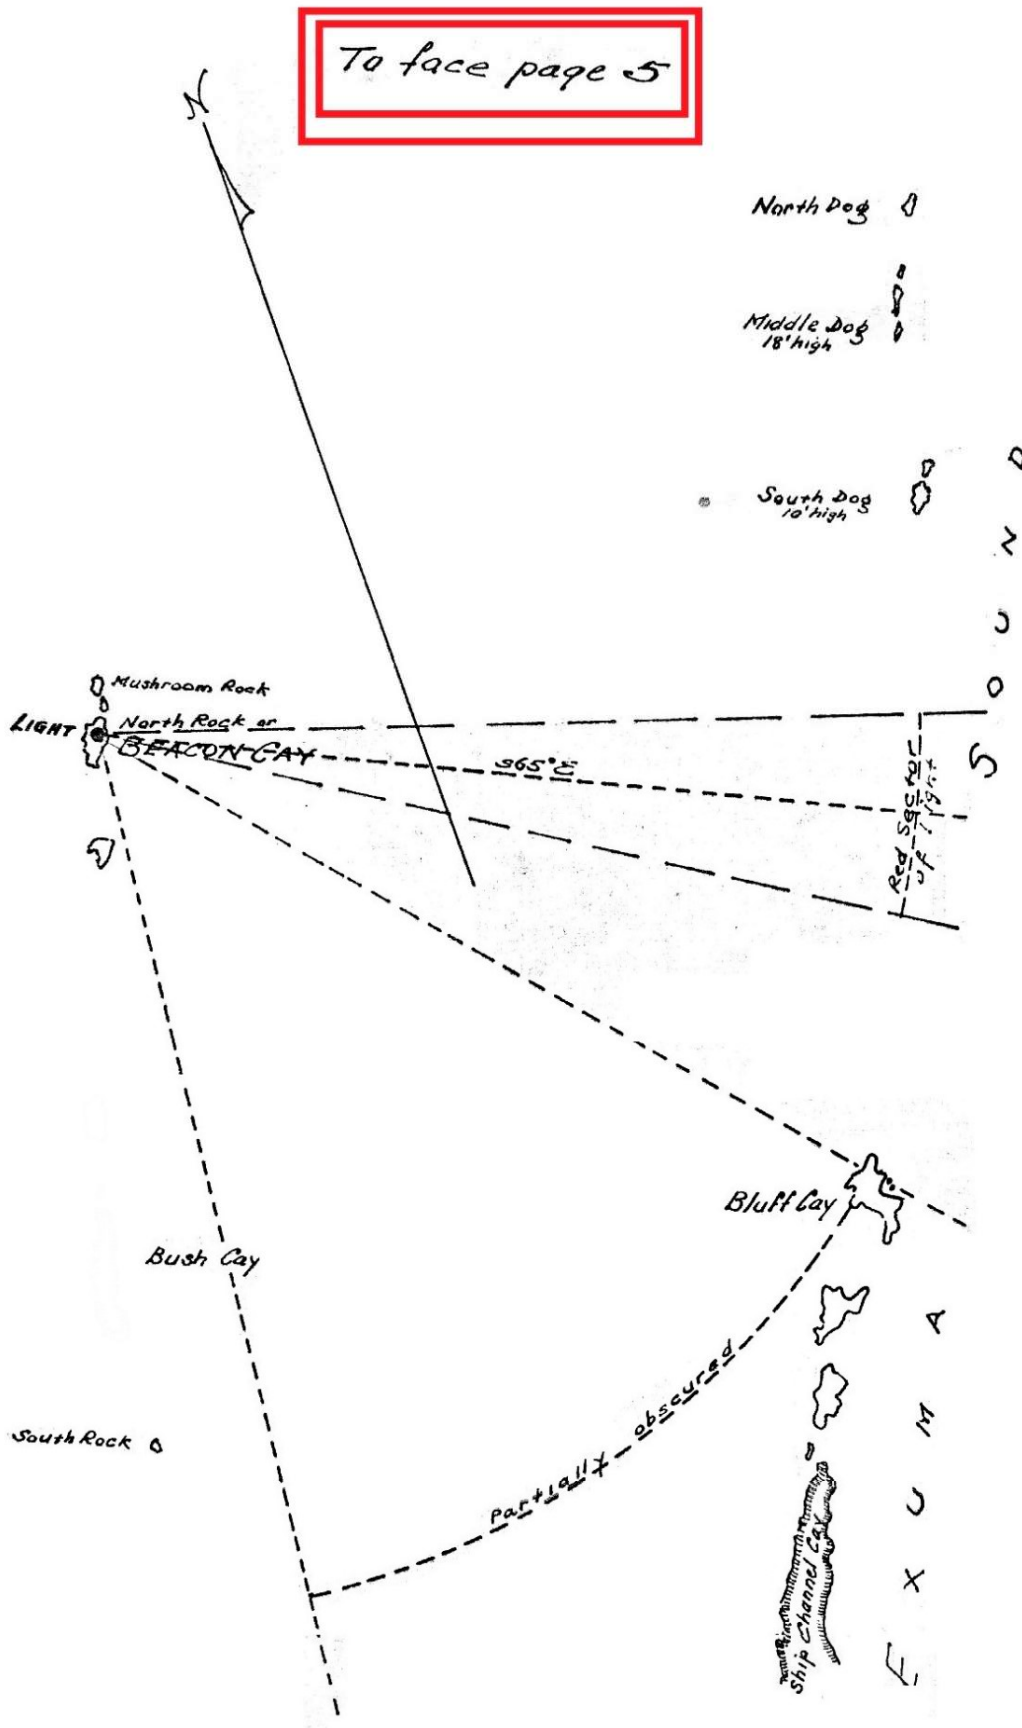 To face page 5
N
North Dog
Middle Dog
18' high
South Dog
10' high
Mushroom Rock
LIGHT
North Rock or
BEACON CAY
S65°E
Red Sector
of light
Bluff Cay
Bush Cay
Partially obscured
South Rock
Ship Channel Cay
EXUMA SOUND